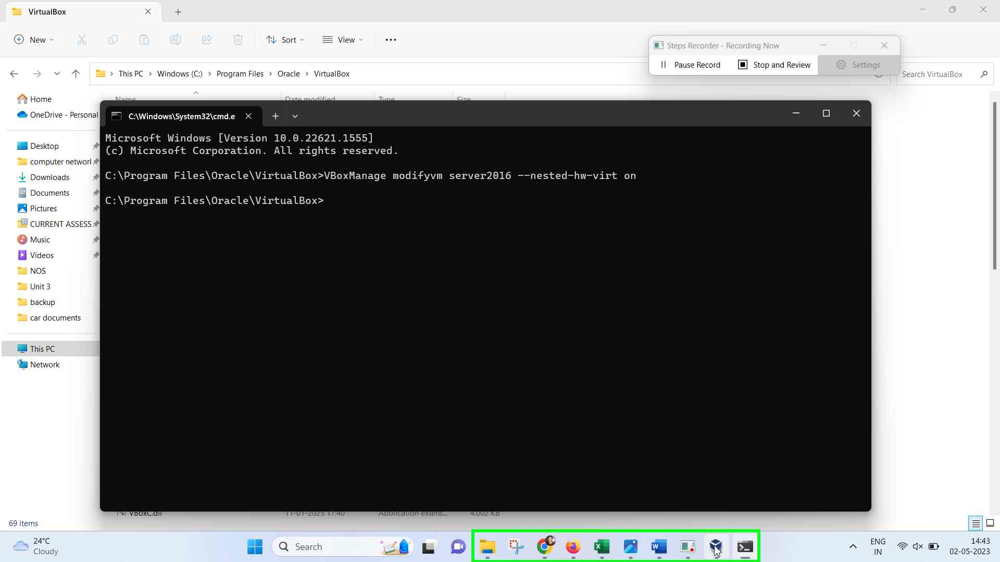 VirtualBox
New
Sort
View
Steps Recorder - Recording Now
Pause Record
Stop and Review
Settings
This PC > Windows (C:) > Program Files > Oracle > VirtualBox
Search VirtualBox
Name
Date modified
Type
Size
Home
OneDrive - Personal
Desktop
computer networ
Downloads
Documents
Pictures
CURRENT ASSESS
Music
Videos
NOS
Unit 3
backup
car documents
This PC
Network
C:\Windows\System32\cmd.e
Microsoft Windows [Version 10.0.22621.1555]
(c) Microsoft Corporation. All rights reserved.
C:\Program Files\Oracle\VirtualBox>VBoxManage modifyvm server2016 --nested-hw-virt on
C:\Program Files\Oracle\VirtualBox>
VBoxC.dll
11-01-2023 17:40
Application extens...
4,002 KB
69 items
24°C
Cloudy
Search
ENG
IN
14:43
02-05-2023